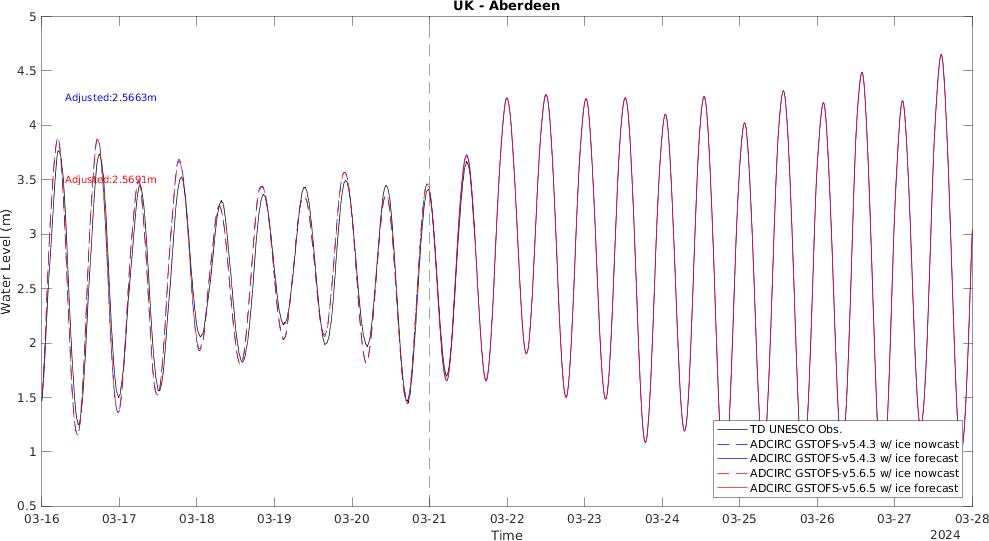 UK - Aberdeen
5
4.5
4
3.5
3
2.5
2
1.5
1
0.5
Water Level (m)
Adjusted:2.5663m
Adjusted:2.5691m
TD UNESCO Obs.
ADCIRC GSTOFS-v5.4.3 w/ ice nowcast
ADCIRC GSTOFS-v5.4.3 w/ ice forecast
ADCIRC GSTOFS-v5.6.5 w/ ice nowcast
ADCIRC GSTOFS-v5.6.5 w/ ice forecast
03-16 03-17 03-18 03-19 03-20 03-21 03-22 03-23 03-24 03-25 03-26 03-27 03-28
Time
2024